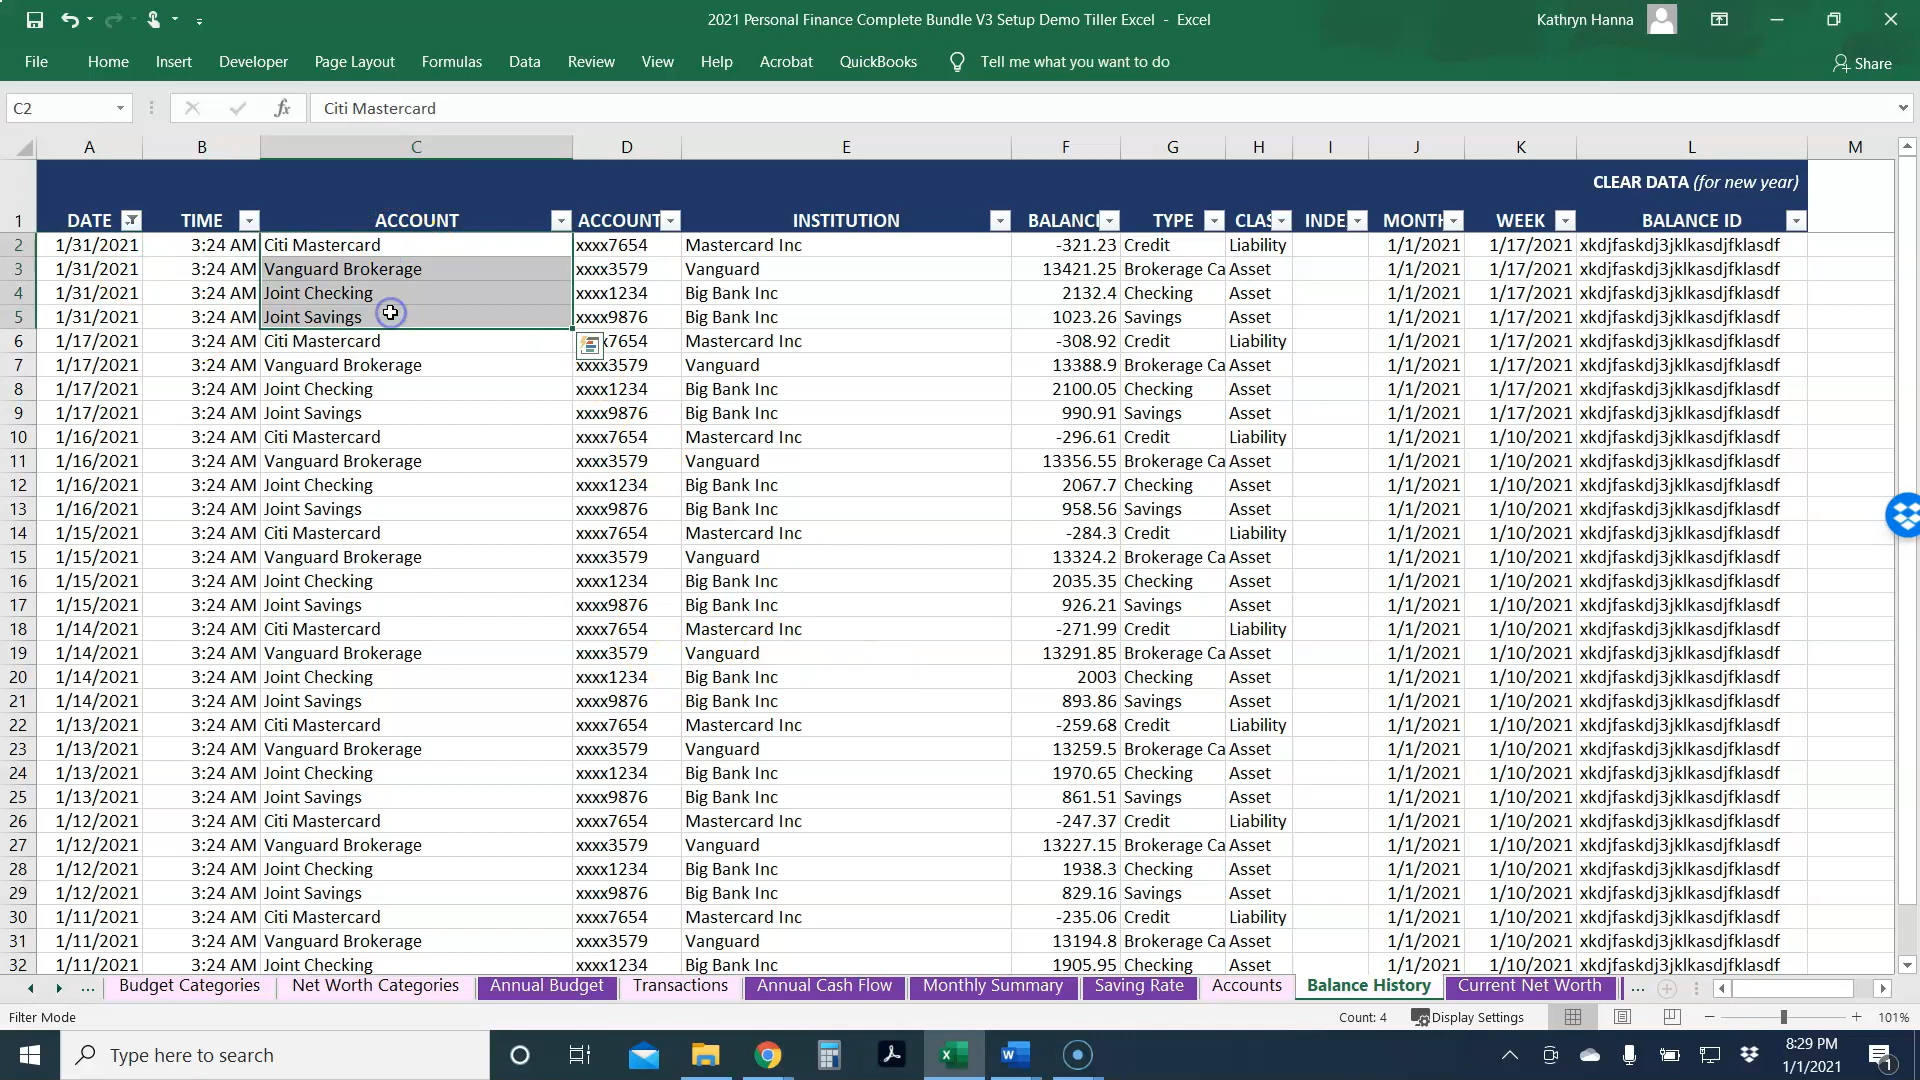 2021 Personal Finance Complete Bundle V3 Setup Demo Tiller Excel - Excel
Kathryn Hanna
File Home Insert Developer Page Layout Formulas Data Review View Help Acrobat QuickBooks Tell me what you want to do Share
C2 fx Citi Mastercard
A B C D E F G H I J K L M
CLEAR DATA (for new year)
1 DATE TIME ACCOUNT ACCOUNT INSTITUTION BALANC TYPE CLAS INDE MONTH WEEK BALANCE ID
2 1/31/2021 3:24 AM Citi Mastercard xxxx7654 Mastercard Inc -321.23 Credit Liability 1/1/2021 1/17/2021 xkdjfaskdj3jklkasdjfklasdf
3 1/31/2021 3:24 AM Vanguard Brokerage xxxx3579 Vanguard 13421.25 Brokerage Ca Asset 1/1/2021 1/17/2021 xkdjfaskdj3jklkasdjfklasdf
4 1/31/2021 3:24 AM Joint Checking xxxx1234 Big Bank Inc 2132.4 Checking Asset 1/1/2021 1/17/2021 xkdjfaskdj3jklkasdjfklasdf
5 1/31/2021 3:24 AM Joint Savings xxxx9876 Big Bank Inc 1023.26 Savings Asset 1/1/2021 1/17/2021 xkdjfaskdj3jklkasdjfklasdf
6 1/17/2021 3:24 AM Citi Mastercard 7654 Mastercard Inc -308.92 Credit Liability 1/1/2021 1/17/2021 xkdjfaskdj3jklkasdjfklasdf
7 1/17/2021 3:24 AM Vanguard Brokerage xxxx3579 Vanguard 13388.9 Brokerage Ca Asset 1/1/2021 1/17/2021 xkdjfaskdj3jklkasdjfklasdf
8 1/17/2021 3:24 AM Joint Checking xxxx1234 Big Bank Inc 2100.05 Checking Asset 1/1/2021 1/17/2021 xkdjfaskdj3jklkasdjfklasdf
9 1/17/2021 3:24 AM Joint Savings xxxx9876 Big Bank Inc 990.91 Savings Asset 1/1/2021 1/17/2021 xkdjfaskdj3jklkasdjfklasdf
10 1/16/2021 3:24 AM Citi Mastercard xxxx7654 Mastercard Inc -296.61 Credit Liability 1/1/2021 1/10/2021 xkdjfaskdj3jklkasdjfklasdf
11 1/16/2021 3:24 AM Vanguard Brokerage xxxx3579 Vanguard 13356.55 Brokerage Ca Asset 1/1/2021 1/10/2021 xkdjfaskdj3jklkasdjfklasdf
12 1/16/2021 3:24 AM Joint Checking xxxx1234 Big Bank Inc 2067.7 Checking Asset 1/1/2021 1/10/2021 xkdjfaskdj3jklkasdjfklasdf
13 1/16/2021 3:24 AM Joint Savings xxxx9876 Big Bank Inc 958.56 Savings Asset 1/1/2021 1/10/2021 xkdjfaskdj3jklkasdjfklasdf
14 1/15/2021 3:24 AM Citi Mastercard xxxx7654 Mastercard Inc -284.3 Credit Liability 1/1/2021 1/10/2021 xkdjfaskdj3jklkasdjfklasdf
15 1/15/2021 3:24 AM Vanguard Brokerage xxxx3579 Vanguard 13324.2 Brokerage Ca Asset 1/1/2021 1/10/2021 xkdjfaskdj3jklkasdjfklasdf
16 1/15/2021 3:24 AM Joint Checking xxxx1234 Big Bank Inc 2035.35 Checking Asset 1/1/2021 1/10/2021 xkdjfaskdj3jklkasdjfklasdf
17 1/15/2021 3:24 AM Joint Savings xxxx9876 Big Bank Inc 926.21 Savings Asset 1/1/2021 1/10/2021 xkdjfaskdj3jklkasdjfklasdf
18 1/14/2021 3:24 AM Citi Mastercard xxxx7654 Mastercard Inc -271.99 Credit Liability 1/1/2021 1/10/2021 xkdjfaskdj3jklkasdjfklasdf
19 1/14/2021 3:24 AM Vanguard Brokerage xxxx3579 Vanguard 13291.85 Brokerage Ca Asset 1/1/2021 1/10/2021 xkdjfaskdj3jklkasdjfklasdf
20 1/14/2021 3:24 AM Joint Checking xxxx1234 Big Bank Inc 2003 Checking Asset 1/1/2021 1/10/2021 xkdjfaskdj3jklkasdjfklasdf
21 1/14/2021 3:24 AM Joint Savings xxxx9876 Big Bank Inc 893.86 Savings Asset 1/1/2021 1/10/2021 xkdjfaskdj3jklkasdjfklasdf
22 1/13/2021 3:24 AM Citi Mastercard xxxx7654 Mastercard Inc -259.68 Credit Liability 1/1/2021 1/10/2021 xkdjfaskdj3jklkasdjfklasdf
23 1/13/2021 3:24 AM Vanguard Brokerage xxxx3579 Vanguard 13259.5 Brokerage Ca Asset 1/1/2021 1/10/2021 xkdjfaskdj3jklkasdjfklasdf
24 1/13/2021 3:24 AM Joint Checking xxxx1234 Big Bank Inc 1970.65 Checking Asset 1/1/2021 1/10/2021 xkdjfaskdj3jklkasdjfklasdf
25 1/13/2021 3:24 AM Joint Savings xxxx9876 Big Bank Inc 861.51 Savings Asset 1/1/2021 1/10/2021 xkdjfaskdj3jklkasdjfklasdf
26 1/12/2021 3:24 AM Citi Mastercard xxxx7654 Mastercard Inc -247.37 Credit Liability 1/1/2021 1/10/2021 xkdjfaskdj3jklkasdjfklasdf
27 1/12/2021 3:24 AM Vanguard Brokerage xxxx3579 Vanguard 13227.15 Brokerage Ca Asset 1/1/2021 1/10/2021 xkdjfaskdj3jklkasdjfklasdf
28 1/12/2021 3:24 AM Joint Checking xxxx1234 Big Bank Inc 1938.3 Checking Asset 1/1/2021 1/10/2021 xkdjfaskdj3jklkasdjfklasdf
29 1/12/2021 3:24 AM Joint Savings xxxx9876 Big Bank Inc 829.16 Savings Asset 1/1/2021 1/10/2021 xkdjfaskdj3jklkasdjfklasdf
30 1/11/2021 3:24 AM Citi Mastercard xxxx7654 Mastercard Inc -235.06 Credit Liability 1/1/2021 1/10/2021 xkdjfaskdj3jklkasdjfklasdf
31 1/11/2021 3:24 AM Vanguard Brokerage xxxx3579 Vanguard 13194.8 Brokerage Ca Asset 1/1/2021 1/10/2021 xkdjfaskdj3jklkasdjfklasdf
32 1/11/2021 3:24 AM Joint Checking xxxx1234 Big Bank Inc 1905.95 Checking Asset 1/1/2021 1/10/2021 xkdjfaskdj3jklkasdjfklasdf
... Budget Categories Net Worth Categories Annual Budget Transactions Annual Cash Flow Monthly Summary Saving Rate Accounts Balance History Current Net Worth ...
Filter Mode Count: 4 Display Settings 101%
Type here to search 8:29 PM
1/1/2021 1